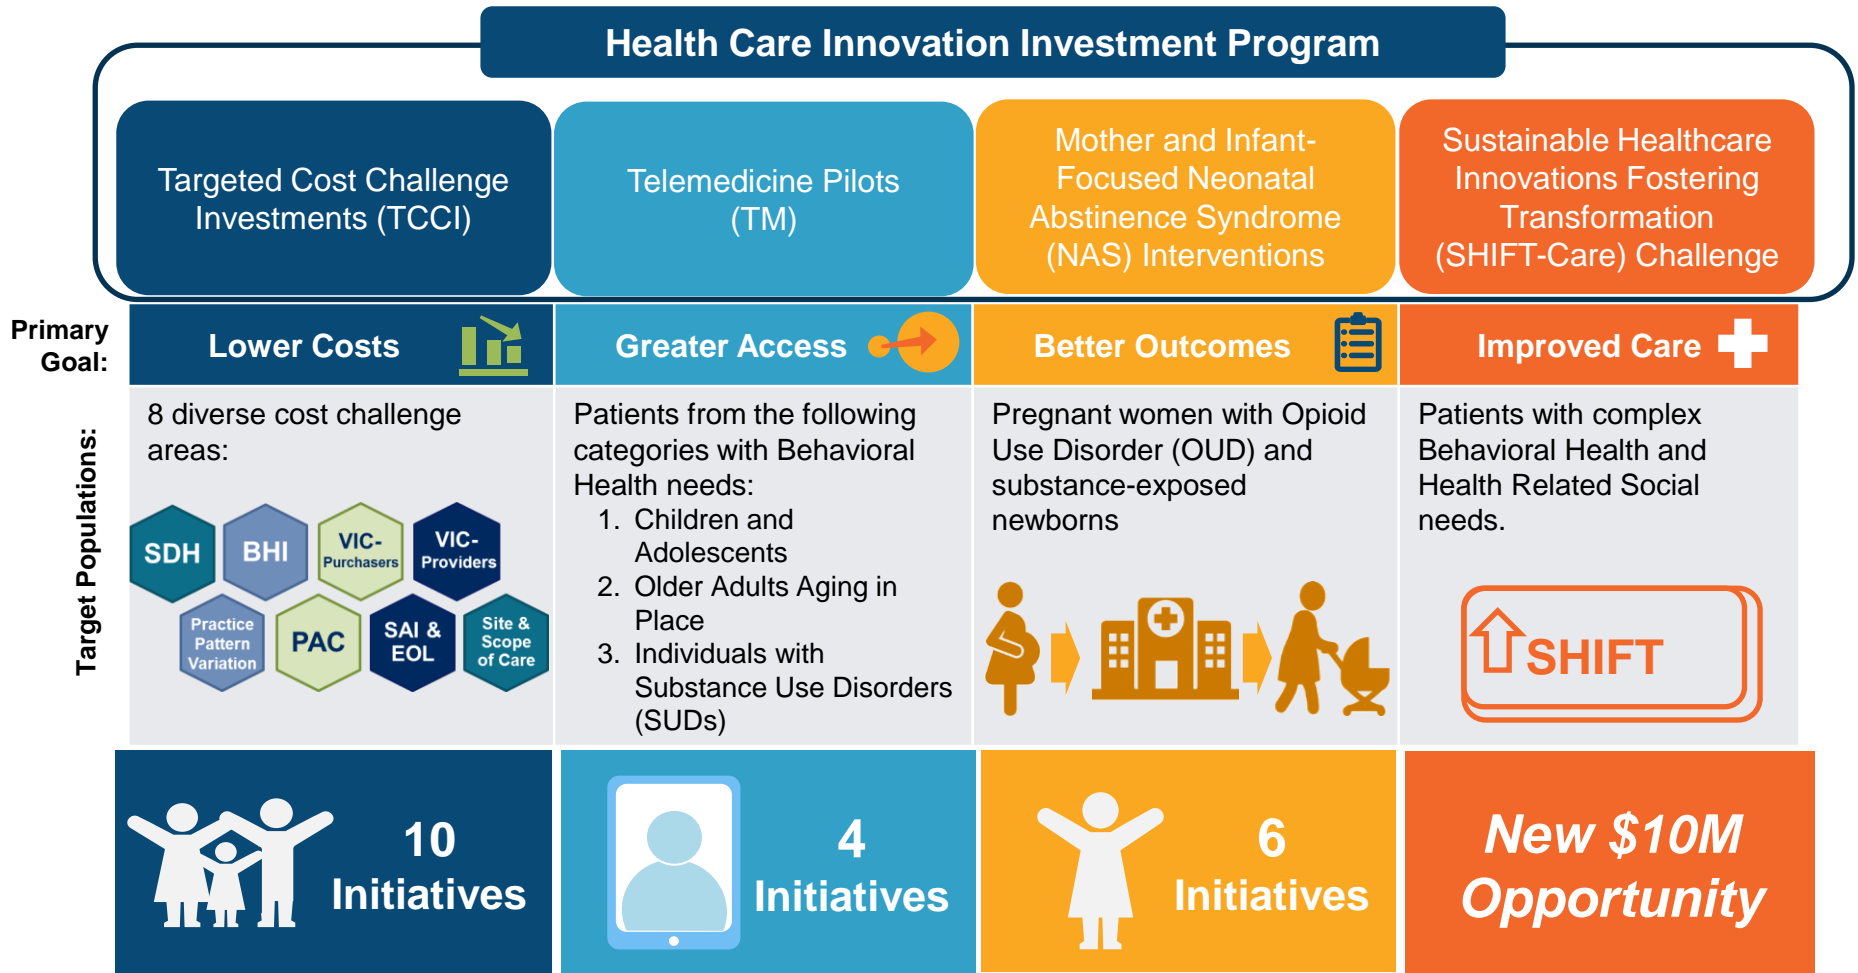 Health Care Innovation Investment Program
Targeted Cost Challenge
Investments (TCCI)
Telemedicine Pilots
(TM)
Mother and Infant-
Focused Neonatal
Abstinence Syndrome
(NAS) Interventions
Sustainable Healthcare
Innovations Fostering
Transformation
(SHIFT-Care) Challenge
Primary
Goal:
Lower Costs
Greater Access
Better Outcomes
Improved Care
Target Populations:
8 diverse cost challenge
areas:
SDH
BHI
VIC-
Purchasers
VIC-
Providers
Practice
Pattern
Variation
PAC
SAI &
EOL
Site &
Scope
of Care
Patients from the following
categories with Behavioral
Health needs:
1. Children and
Adolescents
2. Older Adults Aging in
Place
3. Individuals with
Substance Use Disorders
(SUDs)
Pregnant women with Opioid
Use Disorder (OUD) and
substance-exposed
newborns
Patients with complex
Behavioral Health and
Health Related Social
needs.
SHIFT
10
Initiatives
4
Initiatives
6
Initiatives
New $10M
Opportunity